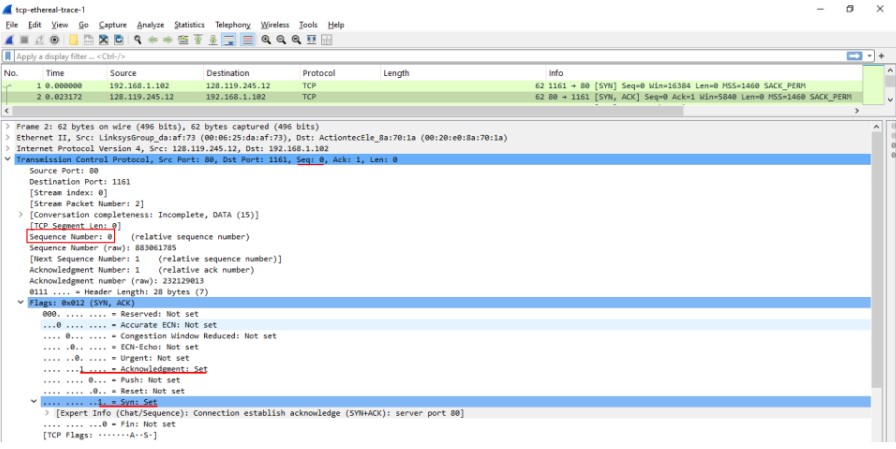 tcp-ethereal-trace-1
File Edit View Go Capture Analyze Statistics Telephony Wireless Tools Help
Apply a display filter ... <Ctrl-/>
No. Time Source Destination Protocol Length Info
1 0.000000 192.168.1.102 128.119.245.12 TCP 62 1161 → 80 [SYN] Seq=0 Win=16384 Len=0 MSS=1460 SACK_PERM
2 0.023172 128.119.245.12 192.168.1.102 TCP 62 80 → 1161 [SYN, ACK] Seq=0 Ack=1 Win=5840 Len=0 MSS=1460 SACK_PERM
> Frame 2: 62 bytes on wire (496 bits), 62 bytes captured (496 bits)
> Ethernet II, Src: LinksysGroup_da:af:73 (00:06:25:da:af:73), Dst: ActiontecEle_8a:70:1a (00:20:e0:8a:70:1a)
> Internet Protocol Version 4, Src: 128.119.245.12, Dst: 192.168.1.102
Transmission Control Protocol, Src Port: 80, Dst Port: 1161, Seq: 0, Ack: 1, Len: 0
Source Port: 80
Destination Port: 1161
[Stream index: 0]
[Stream Packet Number: 2]
> [Conversation completeness: Incomplete, DATA (15)]
[TCP Segment Len: 0]
Sequence Number: 0 (relative sequence number)
Sequence Number (raw): 883061785
[Next Sequence Number: 1 (relative sequence number)]
Acknowledgment Number: 1 (relative ack number)
Acknowledgment number (raw): 232129013
0111 .... = Header Length: 28 bytes (7)
Flags: 0x012 (SYN, ACK)
000. .... .... = Reserved: Not set
...0 .... .... = Accurate ECN: Not set
.... 0... .... = Congestion Window Reduced: Not set
.... .0.. .... = ECN-Echo: Not set
.... ..0. .... = Urgent: Not set
.... ...1 .... = Acknowledgment: Set
.... .... 0... = Push: Not set
.... .... .0.. = Reset: Not set
.... .... ..1. = Syn: Set
> [Expert Info (Chat/Sequence): Connection establish acknowledge (SYN+ACK): server port 80]
.... .... ...0 = Fin: Not set
[TCP Flags: ·······A··S·]